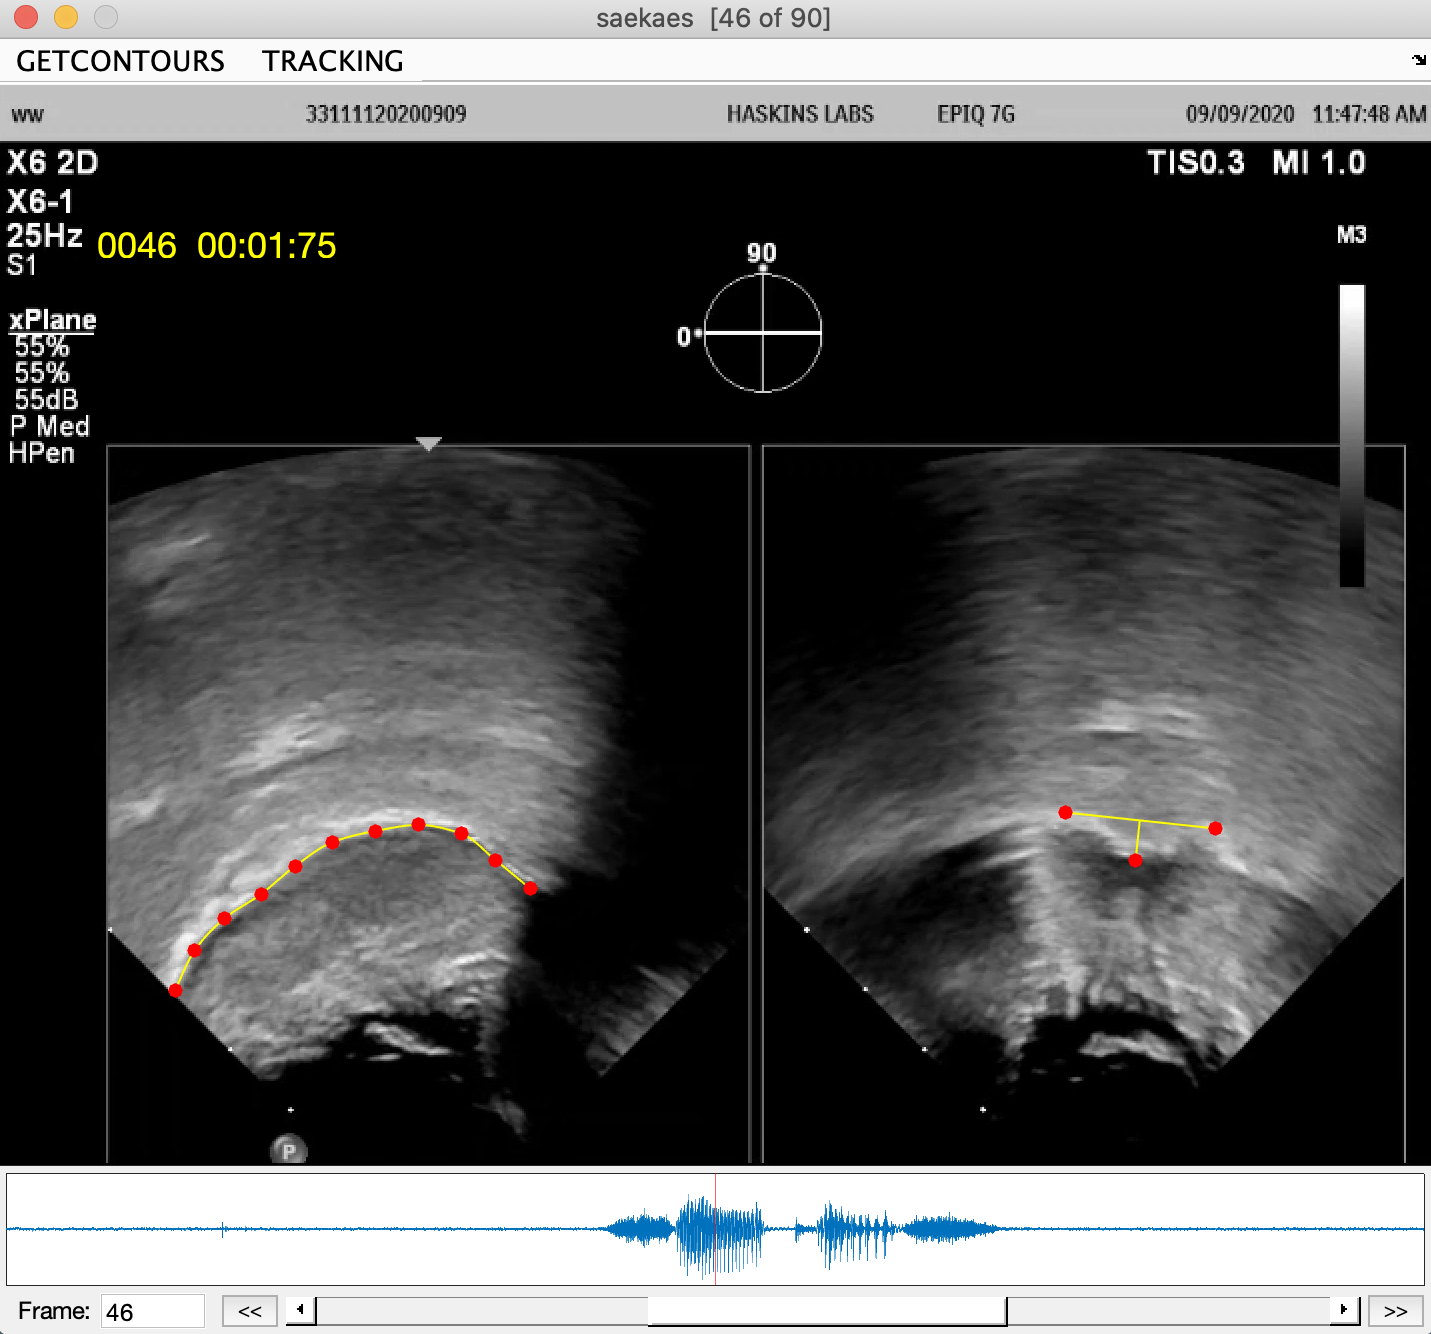 saekaes [46 of 90]
GETCONTOURS TRACKING
WW 33111120200909 HASKINS LABS EPIQ 7G 09/09/2020 11:47:48 AM
X6 2D TIS0.3 MI 1.0
X6-1
25Hz 0046 00:01:75 M3
S1
90
xPlane
0
55%
55%
55dB
P Med
HPen
P
Frame: 46 << >>